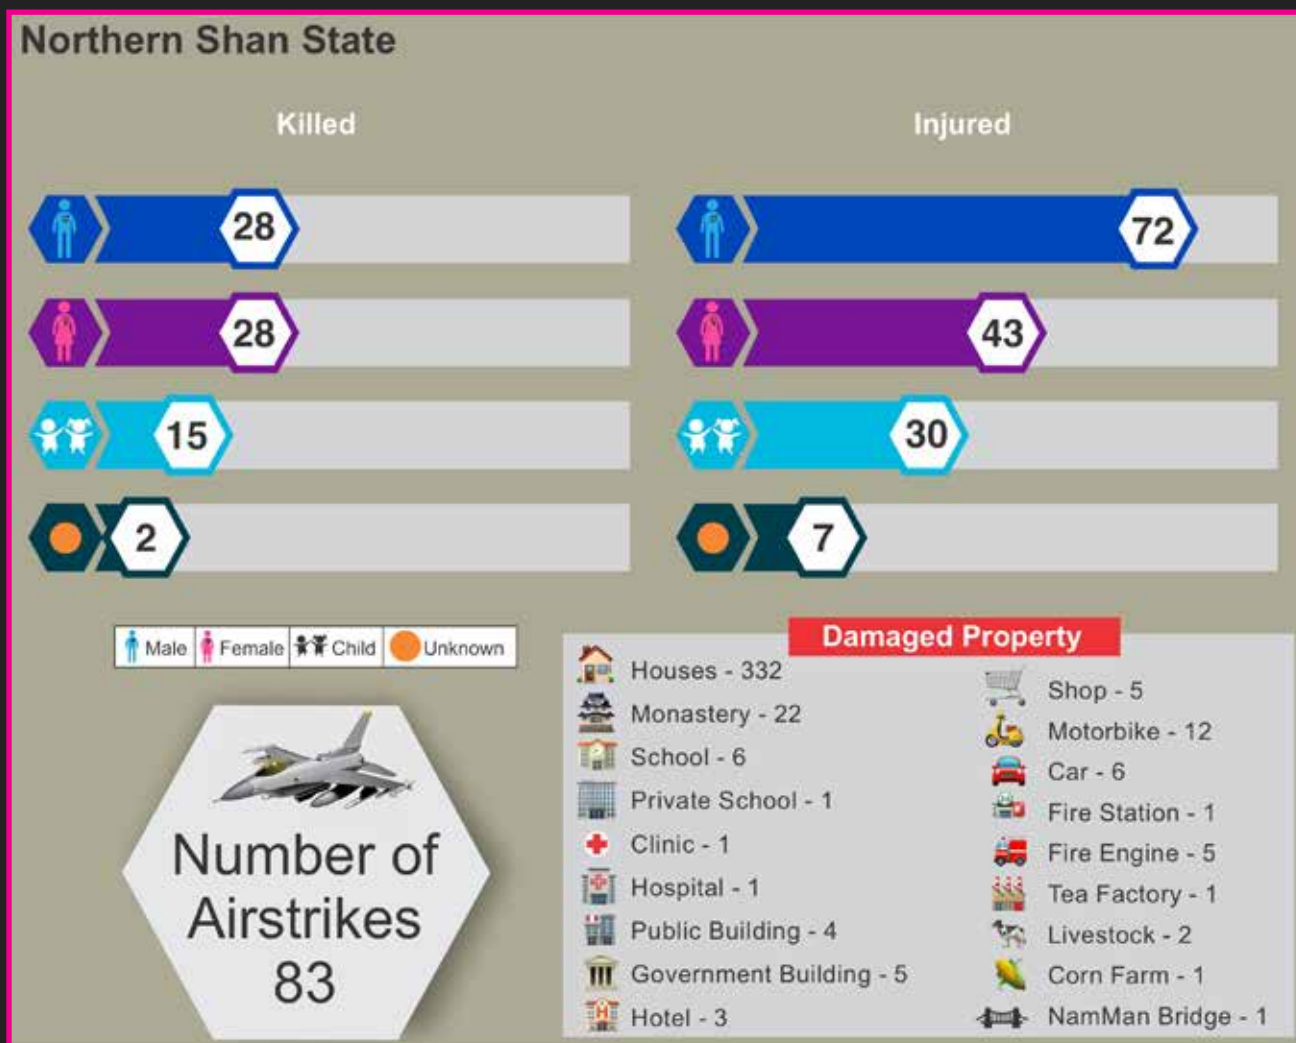 Northern Shan State
Killed
28
28
15
2
Injured
72
43
30
7
Male Female Child Unknown
Number of
Airstrikes
83
Damaged Property
Houses - 332
Monastery - 22
School - 6
Private School - 1
Clinic - 1
Hospital - 1
Public Building - 4
Government Building - 5
Hotel - 3
Shop - 5
Motorbike - 12
Car - 6
Fire Station - 1
Fire Engine - 5
Tea Factory - 1
Livestock - 2
Corn Farm - 1
NamMan Bridge - 1